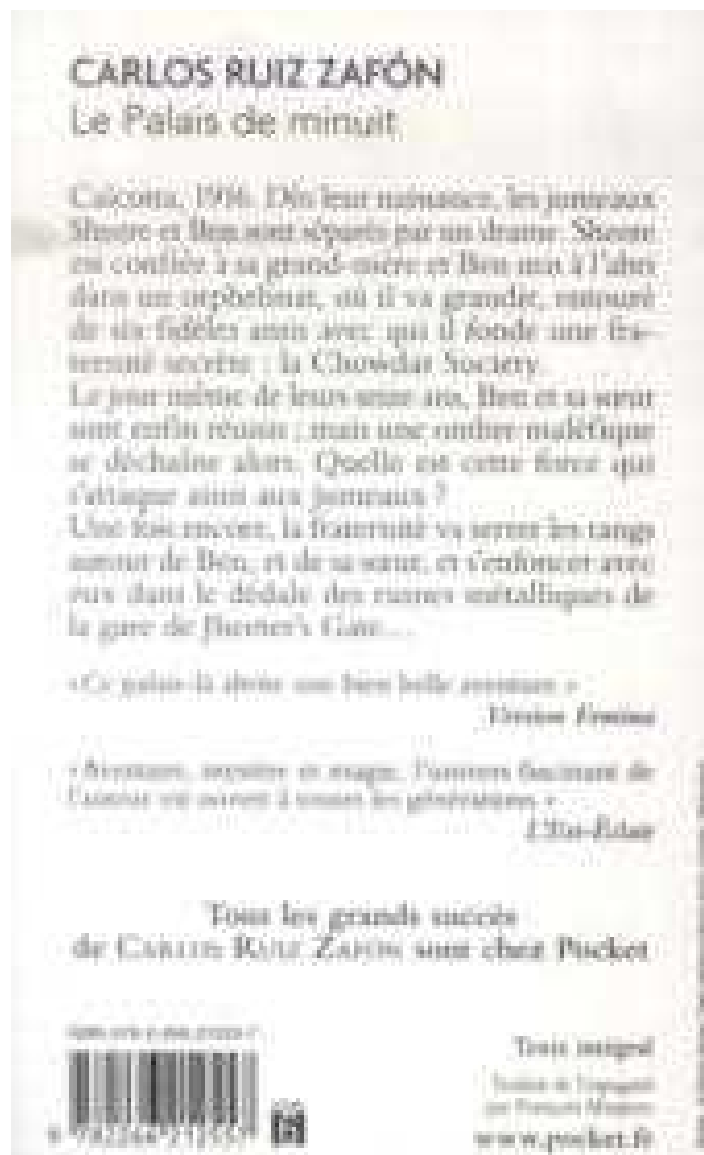 CARLOS RUIZ ZAFÓN
Le Palais de minuit
Calcutta, 1916. Dès leur naissance, les jumeaux
Sheere et Ben sont séparés par un drame. Sheere
est confiée à sa grand-mère et Ben mis à l'abri
dans un orphelinat, où il va grandir, entouré
de six fidèles amis avec qui il fonde une fra-
ternité secrète : la Chowdar Society.
Le jour même de leurs seize ans, Ben et sa sœur
sont enfin réunis ; mais une ombre maléfique
se déchaîne alors. Quelle est cette force qui
s'attaque ainsi aux jumeaux ?
Une fois encore, la fraternité va serrer les rangs
autour de Ben, et de sa sœur, et s'enfoncer avec
eux dans le dédale des ruines métalliques de
la gare de Jheeter's Gate...
« Ce palais-là abrite une bien belle aventure. »
Version Femina
« Aventure, mystère et magie, l'univers fascinant de
l'auteur est ouvert à toutes les générations. »
L'Est-Éclair
Tous les grands succès
de CARLOS RUIZ ZAFÓN sont chez Pocket
Texte intégral
Traduit de l'espagnol
par François Maspero
www.pocket.fr